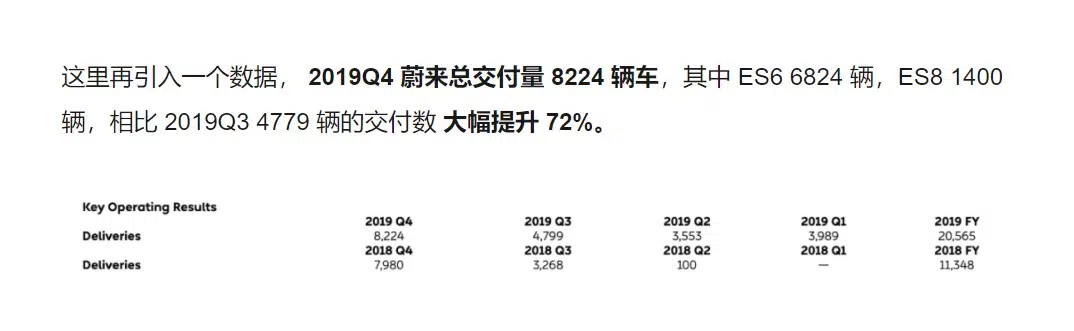 这里再引入一个数据， 2019Q4 蔚来总交付量 8224 辆车，其中 ES6 6824 辆，ES8 1400
辆，相比 2019Q3 4779 辆的交付数 大幅提升 72%。
Key Operating Results
2019 Q4 2019 Q3 2019 Q2 2019 Q1 2019 FY
Deliveries 8,224 4,799 3,553 3,989 20,565
2018 Q4 2018 Q3 2018 Q2 2018 Q1 2018 FY
Deliveries 7,980 3,268 100 — 11,348